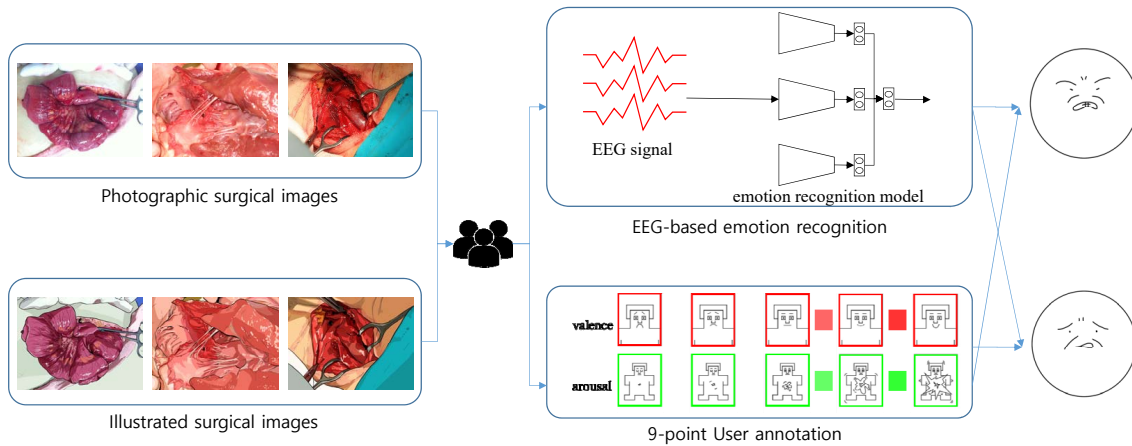 Photographic surgical images
Illustrated surgical images
EEG signal
emotion recognition model
EEG-based emotion recognition
valence
arousal
9-point User annotation